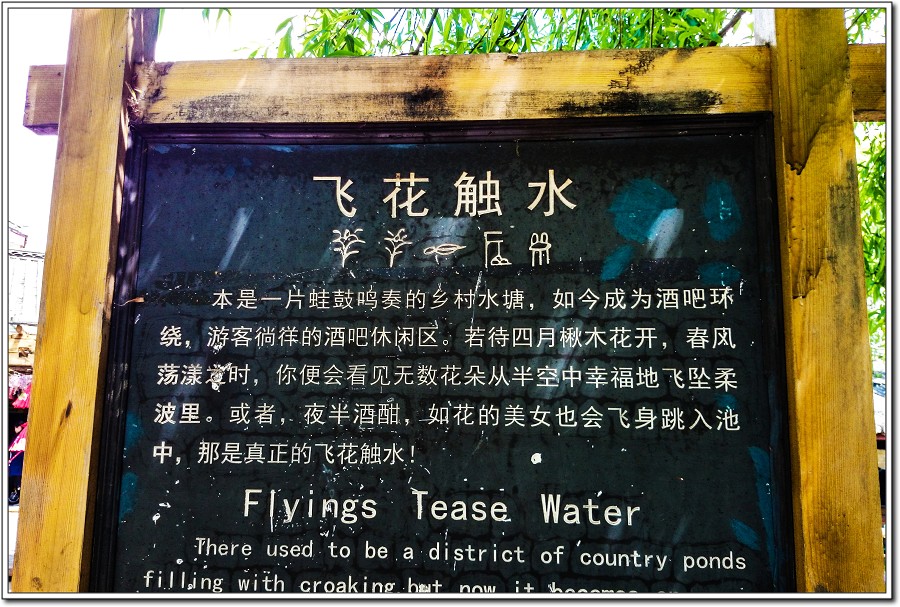 飞花触水
本是一片蛙鼓鸣奏的乡村水塘，如今成为酒吧环
绕，游客徜徉的酒吧休闲区。若待四月楸木花开，春风
荡漾之时，你便会看见无数花朵从半空中幸福地飞坠柔
波里。或者，夜半酒酣，如花的美女也会飞身跳入池
中，那是真正的飞花触水！
Flyings Tease Water
There used to be a district of country ponds
filling with croaking but now it becomes